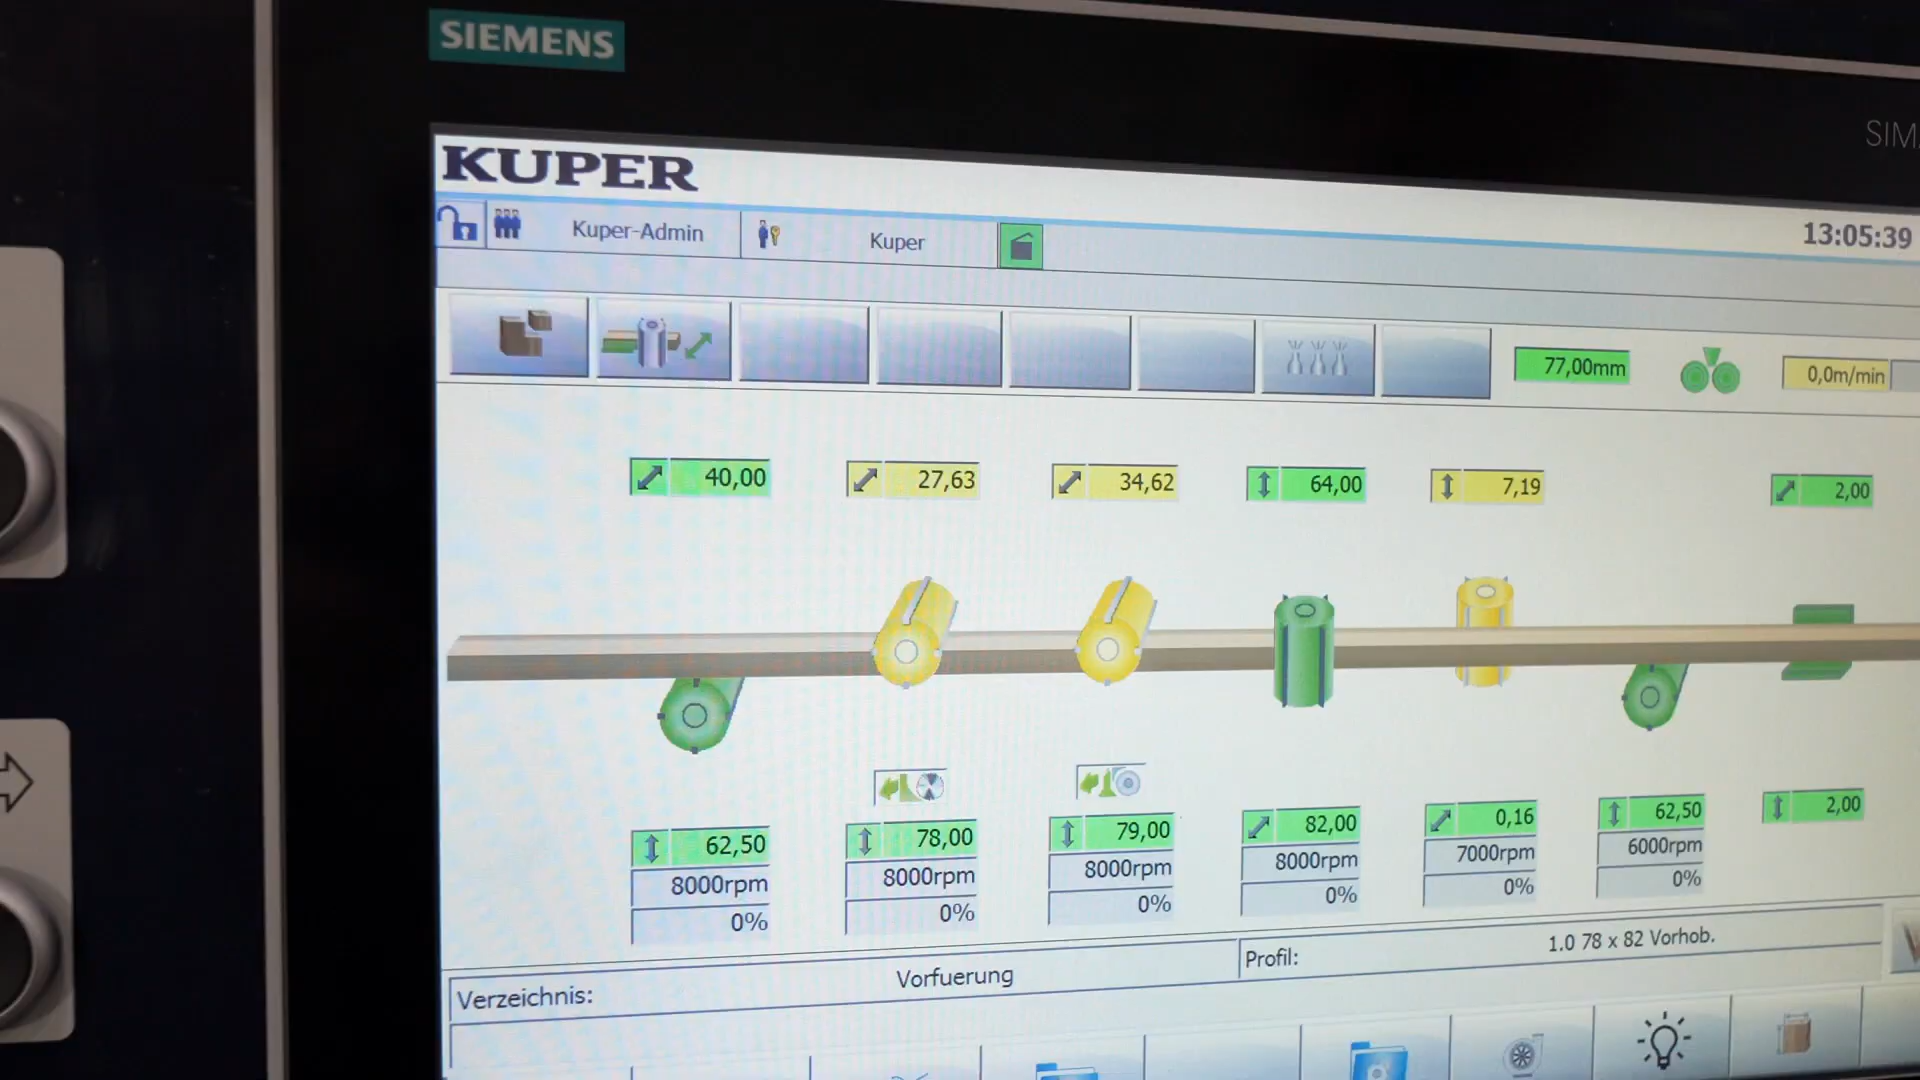 SIEMENS
SIM
KUPER
Kuper-Admin
Kuper
13:05:39
77,00mm
0,0m/min
40,00
27,63
34,62
64,00
7,19
2,00
62,50
8000rpm
0%
78,00
8000rpm
0%
79,00
8000rpm
0%
82,00
8000rpm
0%
0,16
7000rpm
0%
62,50
6000rpm
0%
2,00
Verzeichnis: Vorfuerung
Profil: 1.0 78 x 82 Vorhob.